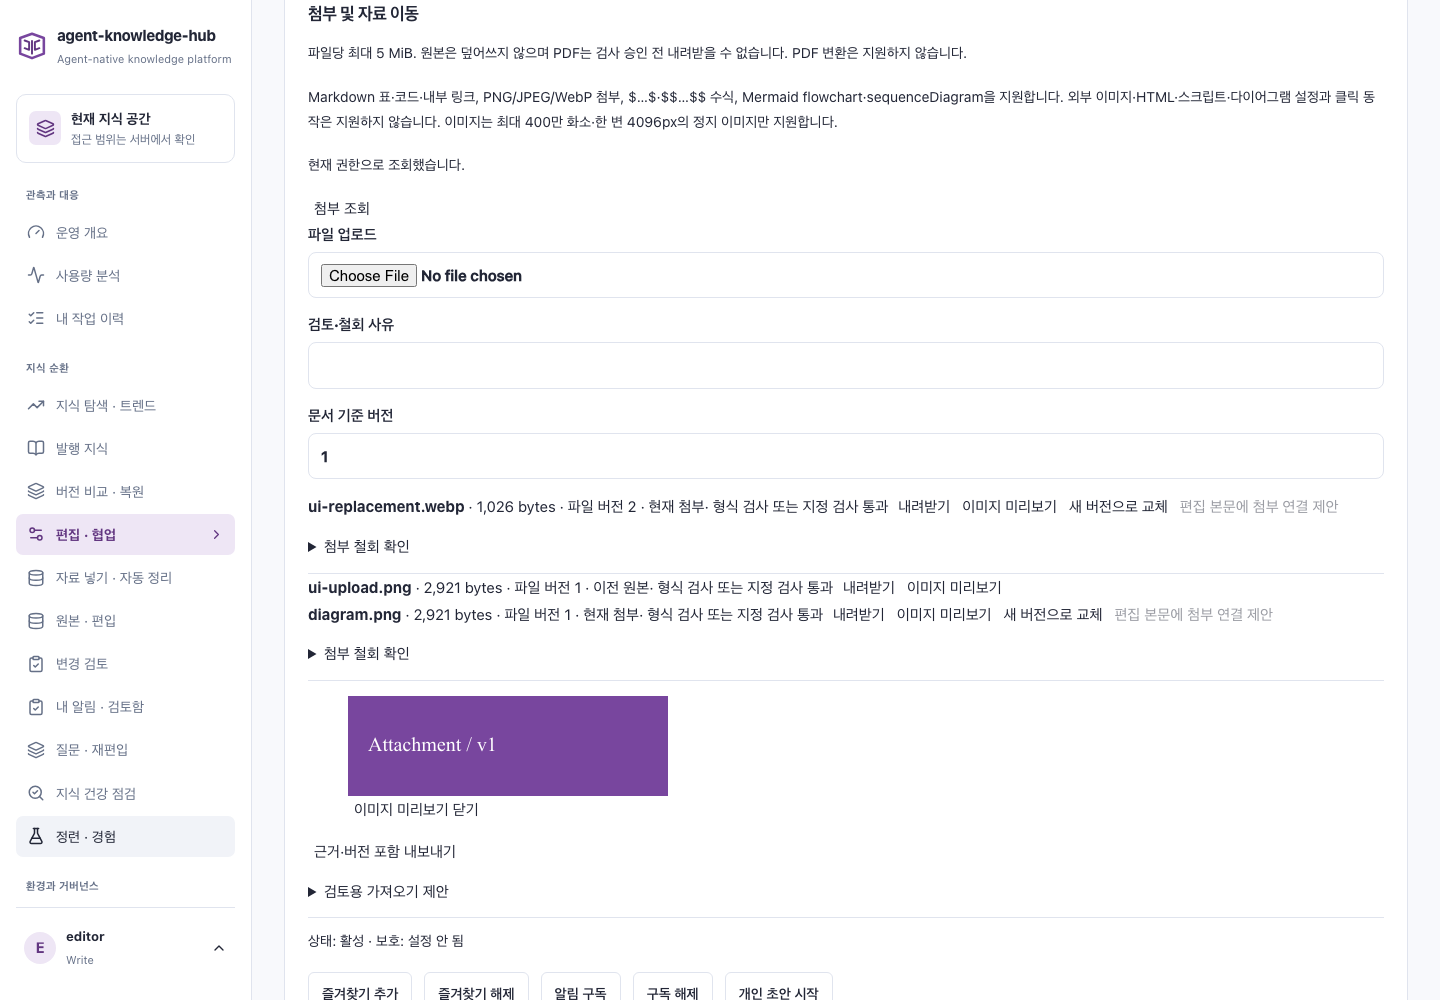 agent-knowledge-hub
Agent-native knowledge platform
현재 지식 공간
접근 범위는 서버에서 확인
관측과 대응
운영 개요
사용량 분석
내 작업 이력
지식 순환
지식 탐색 · 트렌드
발행 지식
버전 비교 · 복원
편집 · 협업
자료 넣기 · 자동 정리
원본 · 편입
변경 검토
내 알림 · 검토함
질문 · 재편입
지식 건강 점검
정련 · 경험
환경과 거버넌스
E
editor
Write
첨부 및 자료 이동
파일당 최대 5 MiB. 원본은 덮어쓰지 않으며 PDF는 검사 승인 전 내려받을 수 없습니다. PDF 변환은 지원하지 않습니다.
Markdown 표·코드·내부 링크, PNG/JPEG/WebP 첨부, $...$·$$...$$ 수식, Mermaid flowchart·sequenceDiagram을 지원합니다. 외부 이미지·HTML·스크립트·다이어그램 설정과 클릭 동
작은 지원하지 않습니다. 이미지는 최대 400만 화소·한 변 4096px의 정지 이미지만 지원합니다.
현재 권한으로 조회했습니다.
첨부 조회
파일 업로드
Choose File No file chosen
검토·철회 사유
문서 기준 버전
1
ui-replacement.webp · 1,026 bytes · 파일 버전 2 · 현재 첨부· 형식 검사 또는 지정 검사 통과 내려받기 이미지 미리보기 새 버전으로 교체 편집 본문에 첨부 연결 제안
▶ 첨부 철회 확인
ui-upload.png · 2,921 bytes · 파일 버전 1 · 이전 원본· 형식 검사 또는 지정 검사 통과 내려받기 이미지 미리보기
diagram.png · 2,921 bytes · 파일 버전 1 · 현재 첨부· 형식 검사 또는 지정 검사 통과 내려받기 이미지 미리보기 새 버전으로 교체 편집 본문에 첨부 연결 제안
▶ 첨부 철회 확인
Attachment / v1
이미지 미리보기 닫기
근거·버전 포함 내보내기
▶ 검토용 가져오기 제안
상태: 활성 · 보호: 설정 안 됨
즐겨찾기 추가 즐겨찾기 해제 알림 구독 구독 해제 개인 초안 시작